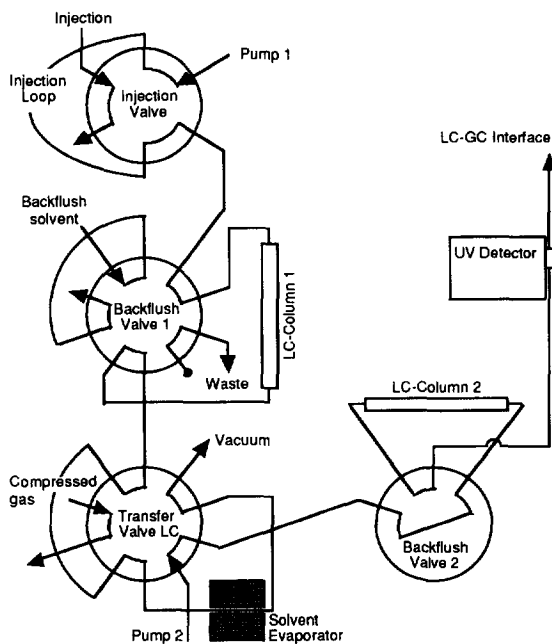 Injection
Pump 1
Injection
Loop
Injection
Valve
LC-GC Interface
Backflush
solvent
UV Detector
Backflush
Valve 1
LC-Column 1
Waste
LC-Column 2
Vacuum
Compressed
gas
Transfer
Valve LC
Backflush
Valve 2
Solvent
Evaporator
Pump 2